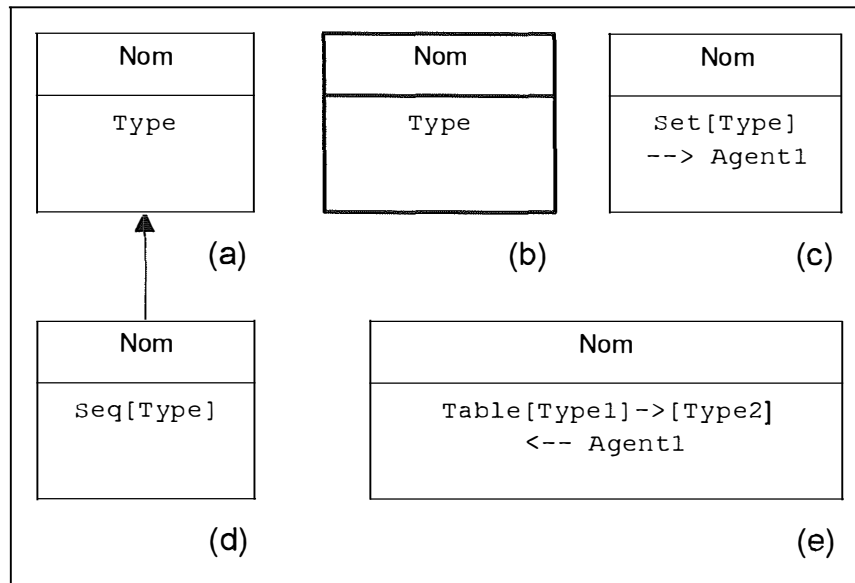 Nom
Type
(a)
Nom
Type
(b)
Nom
Set[Type]
--> Agent1
(c)
Nom
Seq[Type]
(d)
Nom
Table[Type1]->[Type2]
<-- Agent1
(e)